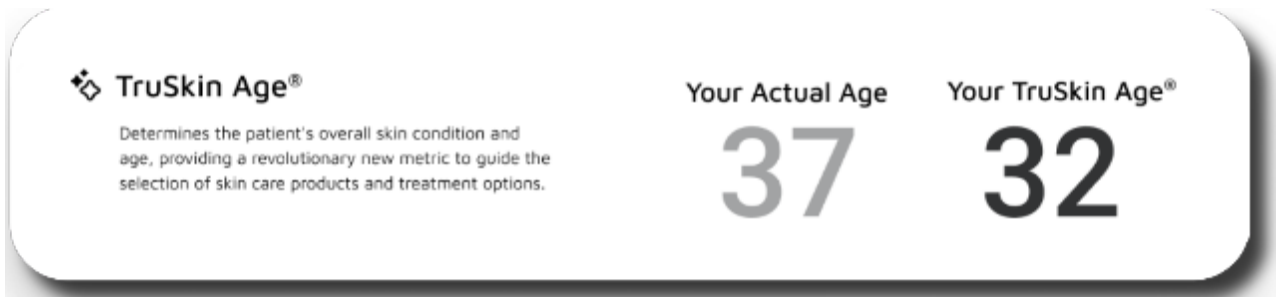 TruSkin Age®
Determines the patient's overall skin condition and
age, providing a revolutionary new metric to guide the
selection of skin care products and treatment options.
Your Actual Age
37
Your TruSkin Age®
32